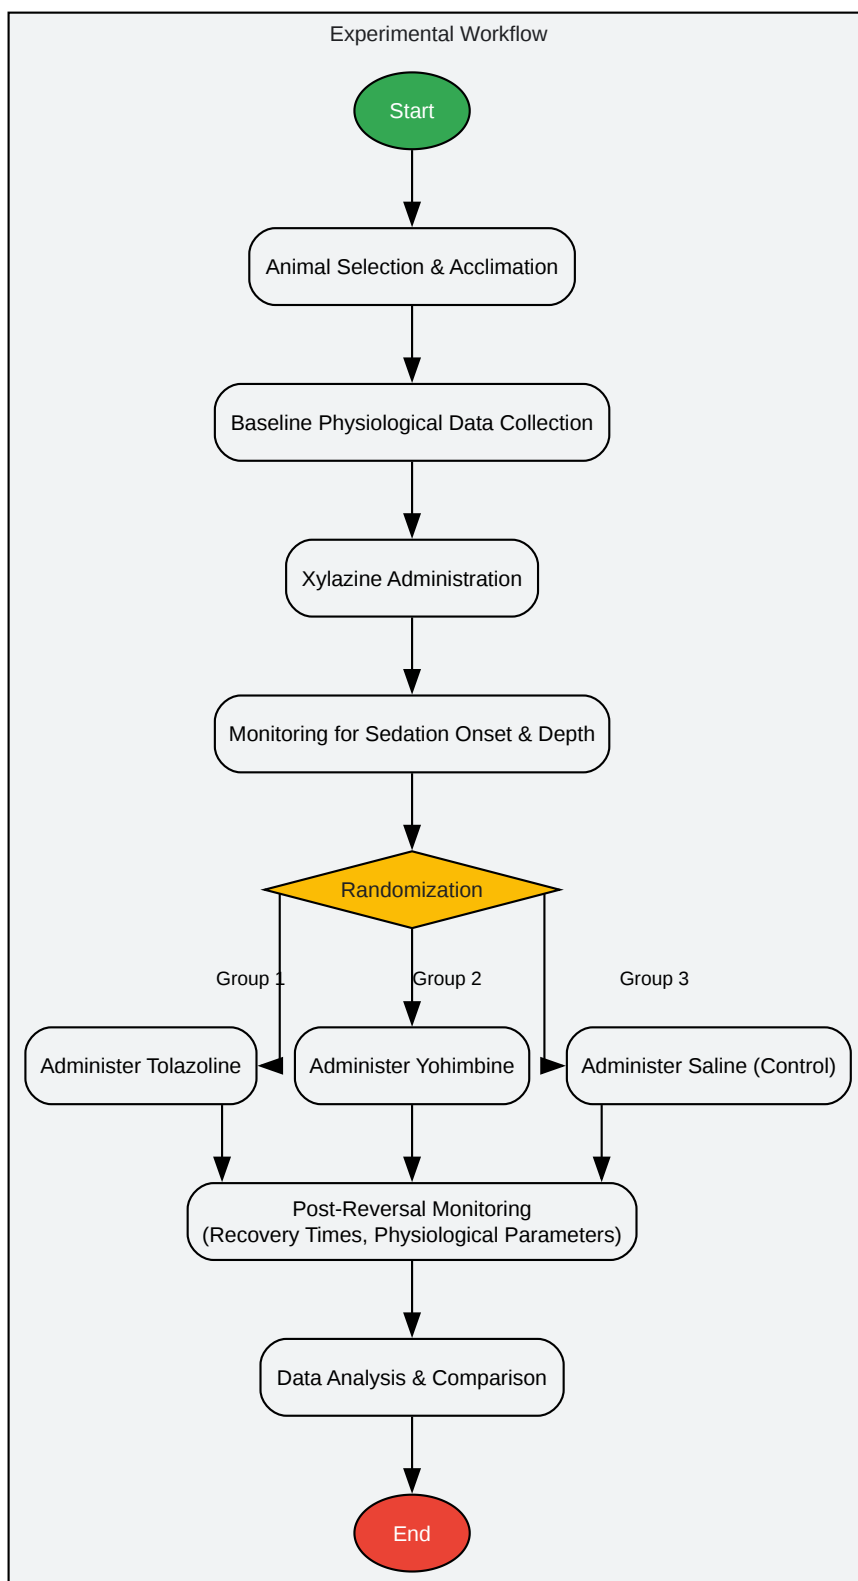 Experimental Workflow
Start
Animal Selection & Acclimation
Baseline Physiological Data Collection
Xylazine Administration
Monitoring for Sedation Onset & Depth
Randomization
Group 1
Group 2
Group 3
Administer Tolazoline
Administer Yohimbine
Administer Saline (Control)
Post-Reversal Monitoring
(Recovery Times, Physiological Parameters)
Data Analysis & Comparison
End